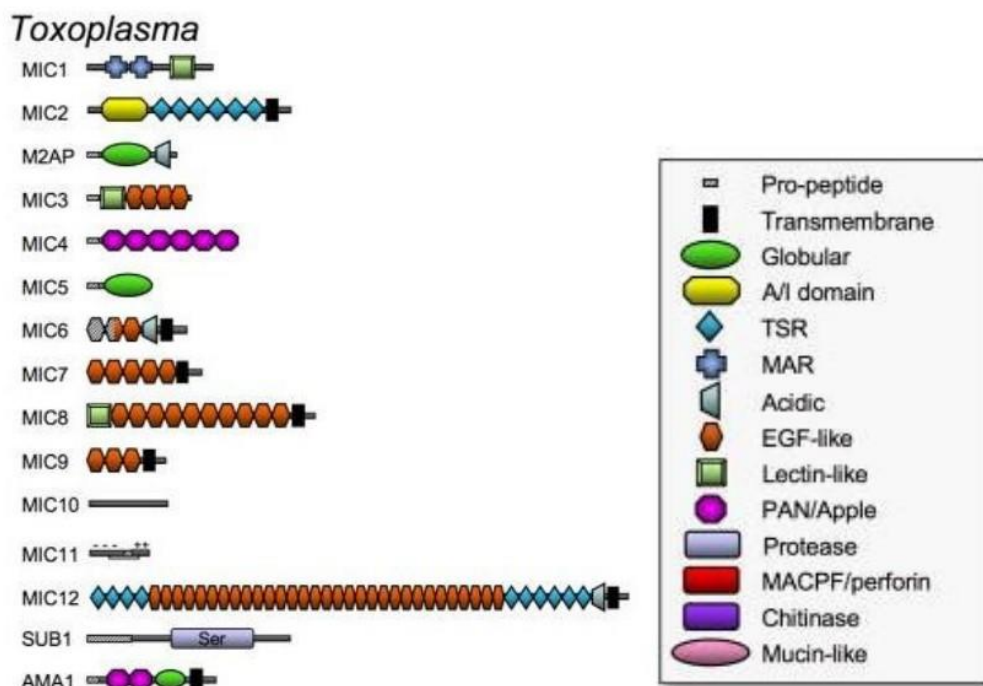 Toxoplasma
MIC1
MIC2
M2AP
MIC3
MIC4
MIC5
MIC6
MIC7
MIC8
MIC9
MIC10
MIC11
- - - ++
MIC12
SUB1
Ser
AMA1
Pro-peptide
Transmembrane
Globular
A/I domain
TSR
MAR
Acidic
EGF-like
Lectin-like
PAN/Apple
Protease
MACPF/perforin
Chitinase
Mucin-like